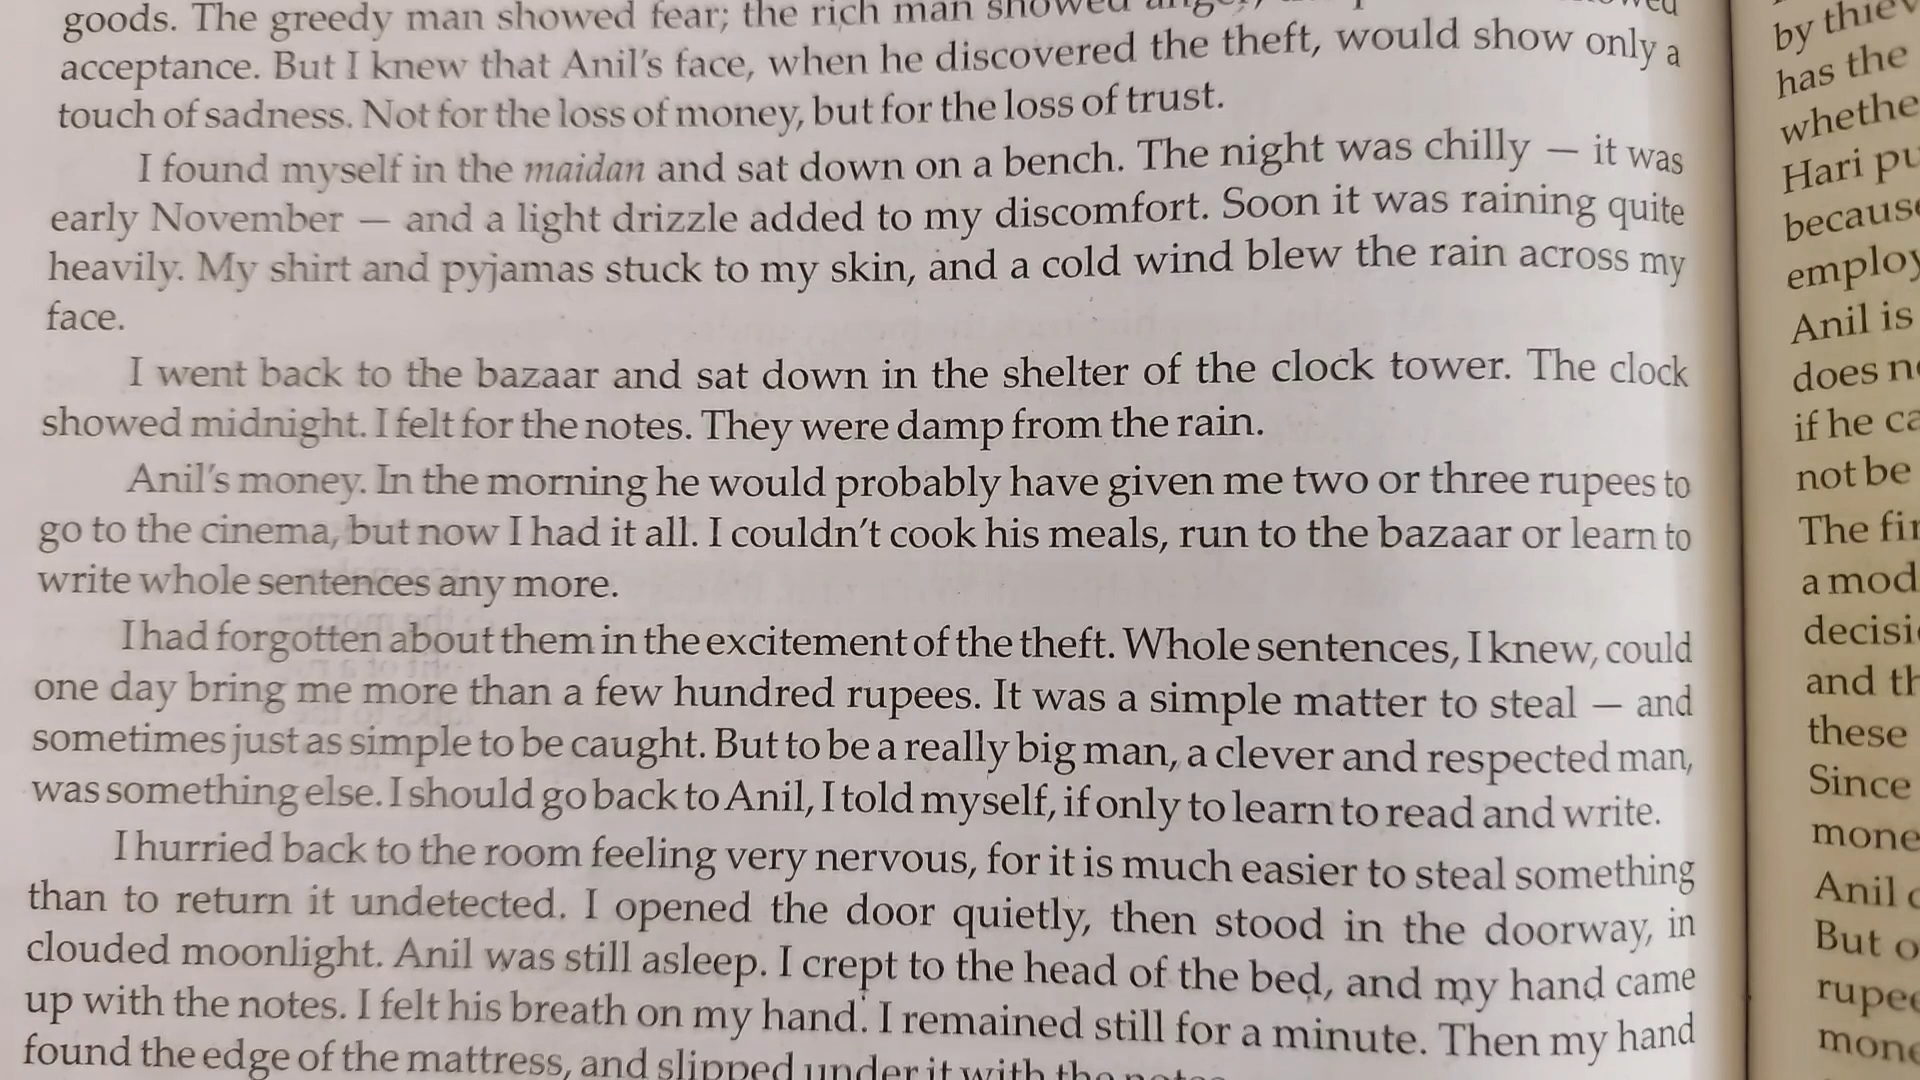 goods. The greedy man showed fear; the rich man showed
acceptance. But I knew that Anil's face, when he discovered the theft, would show only a
touch of sadness. Not for the loss of money, but for the loss of trust.
I found myself in the maidan and sat down on a bench. The night was chilly — it was
early November — and a light drizzle added to my discomfort. Soon it was raining quite
heavily. My shirt and pyjamas stuck to my skin, and a cold wind blew the rain across my
face.
I went back to the bazaar and sat down in the shelter of the clock tower. The clock
showed midnight. I felt for the notes. They were damp from the rain.
Anil's money. In the morning he would probably have given me two or three rupees to
go to the cinema, but now I had it all. I couldn't cook his meals, run to the bazaar or learn to
write whole sentences any more.
I had forgotten about them in the excitement of the theft. Whole sentences, I knew, could
one day bring me more than a few hundred rupees. It was a simple matter to steal — and
sometimes just as simple to be caught. But to be a really big man, a clever and respected man,
was something else. I should go back to Anil, I told myself, if only to learn to read and write.
I hurried back to the room feeling very nervous, for it is much easier to steal something
than to return it undetected. I opened the door quietly, then stood in the doorway, in
clouded moonlight. Anil was still asleep. I crept to the head of the bed, and my hand came
up with the notes. I felt his breath on my hand. I remained still for a minute. Then my hand
found the edge of the mattress, and slipped under it with the notes.
by
has the
Hari
Anil is
does
if he
not be
The
a
and
these
Since
Anil
But